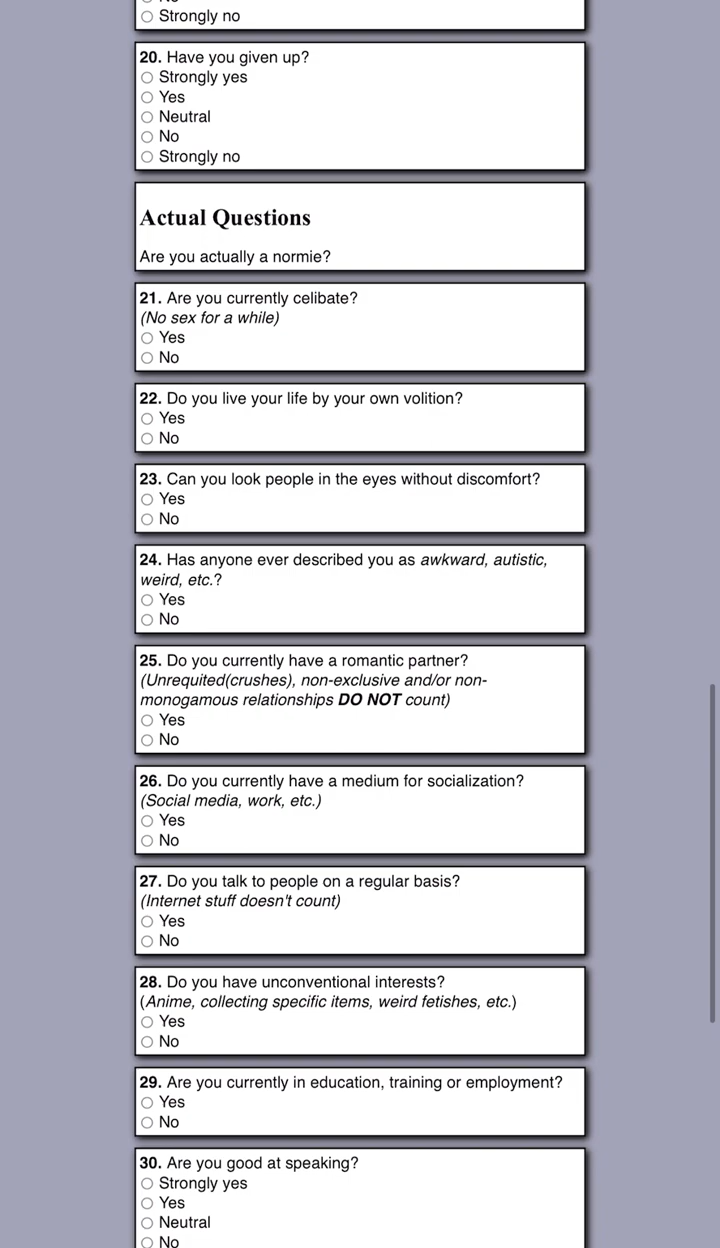 Strongly no
20. Have you given up?
Strongly yes
Yes
Neutral
No
Strongly no
Actual Questions
Are you actually a normie?
21. Are you currently celibate?
(No sex for a while)
Yes
No
22. Do you live your life by your own volition?
Yes
No
23. Can you look people in the eyes without discomfort?
Yes
No
24. Has anyone ever described you as awkward, autistic,
weird, etc.?
Yes
No
25. Do you currently have a romantic partner?
(Unrequited(crushes), non-exclusive and/or non-
monogamous relationships DO NOT count)
Yes
No
26. Do you currently have a medium for socialization?
(Social media, work, etc.)
Yes
No
27. Do you talk to people on a regular basis?
(Internet stuff doesn't count)
Yes
No
28. Do you have unconventional interests?
(Anime, collecting specific items, weird fetishes, etc.)
Yes
No
29. Are you currently in education, training or employment?
Yes
No
30. Are you good at speaking?
Strongly yes
Yes
Neutral
No